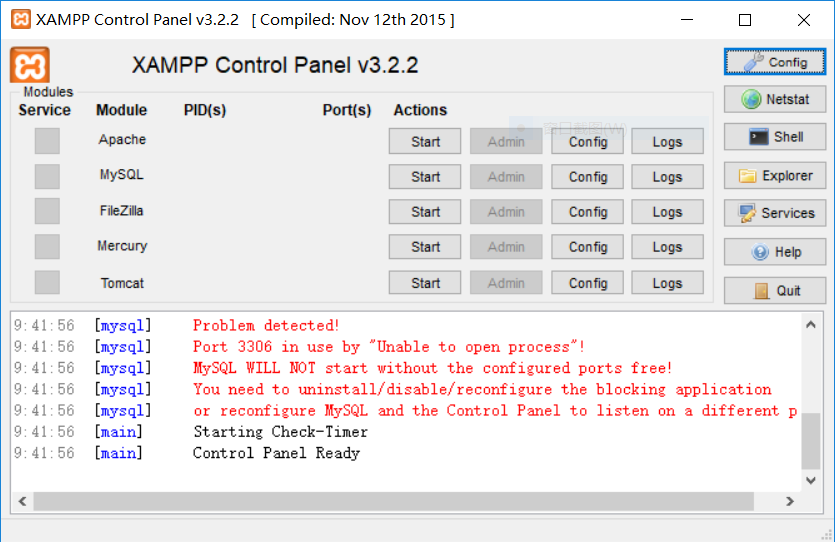 XAMPP Control Panel v3.2.2 [ Compiled: Nov 12th 2015 ]
XAMPP Control Panel v3.2.2
Config
Modules
Service Module PID(s) Port(s) Actions
Netstat
Apache Start Admin Config Logs
Shell
MySQL Start Admin Config Logs
Explorer
FileZilla Start Admin Config Logs
Services
Mercury Start Admin Config Logs
Help
Tomcat Start Admin Config Logs
Quit
9:41:56 [mysql] Problem detected!
9:41:56 [mysql] Port 3306 in use by "Unable to open process"!
9:41:56 [mysql] MySQL WILL NOT start without the configured ports free!
9:41:56 [mysql] You need to uninstall/disable/reconfigure the blocking application
9:41:56 [mysql] or reconfigure MySQL and the Control Panel to listen on a different p
9:41:56 [main] Starting Check-Timer
9:41:56 [main] Control Panel Ready